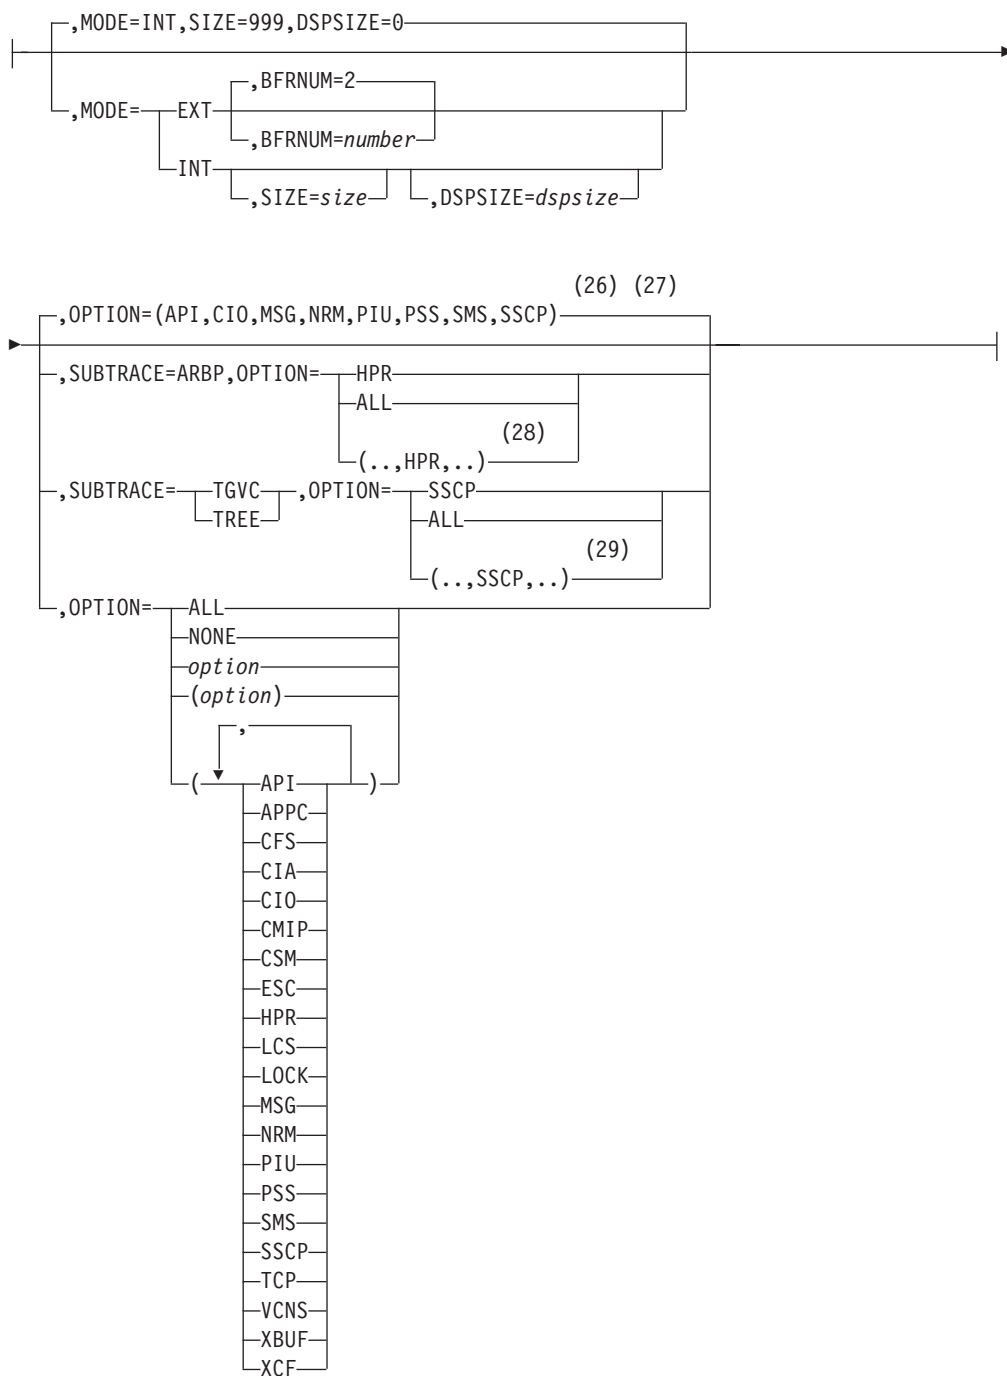 ,MODE=INT,SIZE=999,DSPSIZE=0
,BFRNUM=2
,MODE= EXT
,BFRNUM=number
INT
,SIZE=size ,DSPSIZE=dspsize
(26) (27)
,OPTION=(API,CIO,MSG,NRM,PIU,PSS,SMS,SSCP)
,SUBTRACE=ARBP,OPTION= HPR
ALL
(28)
(..,HPR,..)
,SUBTRACE= TGVC ,OPTION= SSCP
TREE ALL
(29)
(..,SSCP,..)
,OPTION= ALL
NONE
option
(option)
,
( API )
APPC
CFS
CIA
CIO
CMIP
CSM
ESC
HPR
LCS
LOCK
MSG
NRM
PIU
PSS
SMS
SSCP
TCP
VCNS
XBUF
XCF